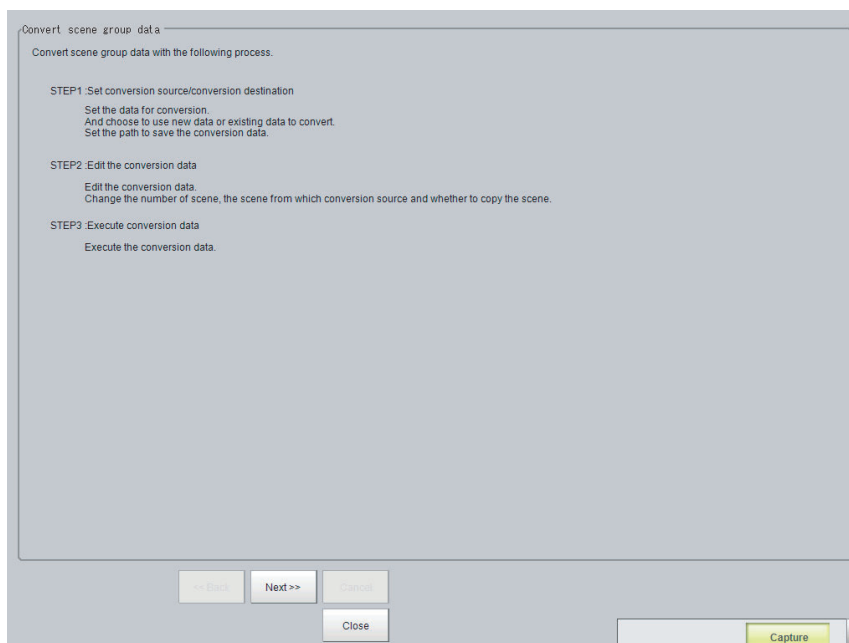 Convert scene group data
Convert scene group data with the following process.
STEP1 :Set conversion source/conversion destination
Set the data for conversion.
And choose to use new data or existing data to convert.
Set the path to save the conversion data.
STEP2 :Edit the conversion data
Edit the conversion data.
Change the number of scene, the scene from which conversion source and whether to copy the scene.
STEP3 :Execute conversion data
Execute the conversion data.
<< Back
Next >>
Cancel
Close
Capture